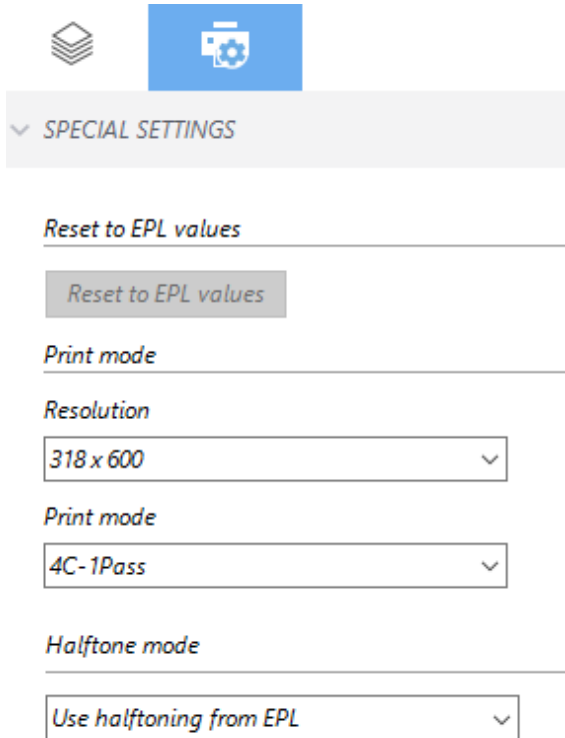 SPECIAL SETTINGS
Reset to EPL values
Reset to EPL values
Print mode
Resolution
318 x 600
Print mode
4C-1Pass
Halftone mode
Use halftoning from EPL